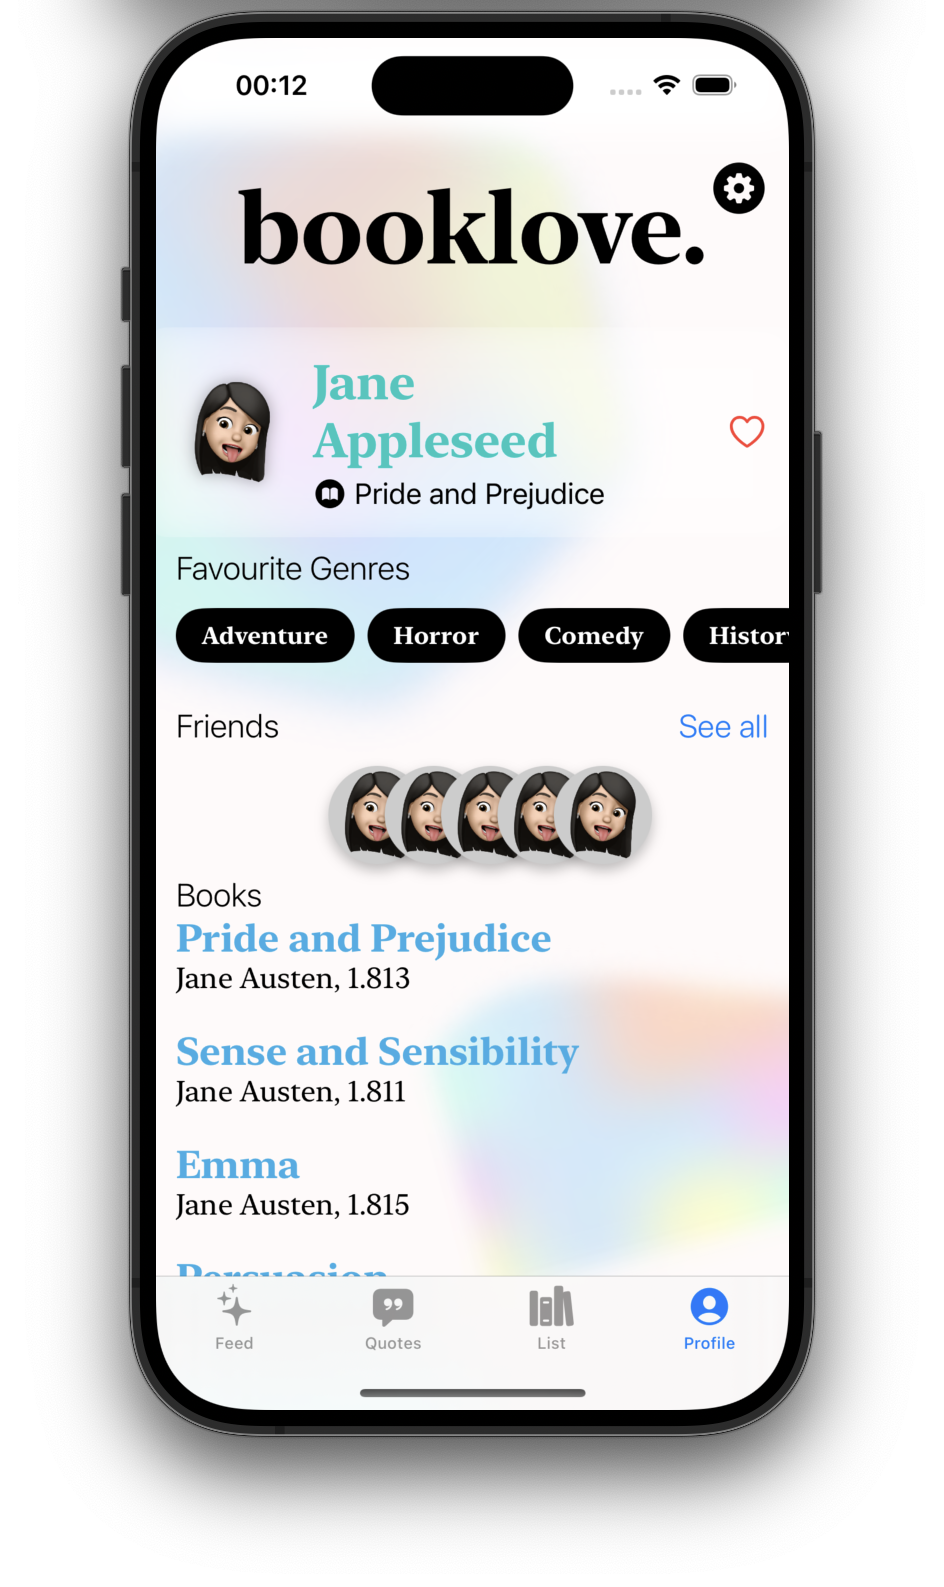 00:12
booklove.
Jane
Appleseed
Pride and Prejudice
Favourite Genres
Adventure Horror Comedy History
Friends See all
Books
Pride and Prejudice
Jane Austen, 1.813
Sense and Sensibility
Jane Austen, 1.811
Emma
Jane Austen, 1.815
Persuasion
Feed Quotes List Profile